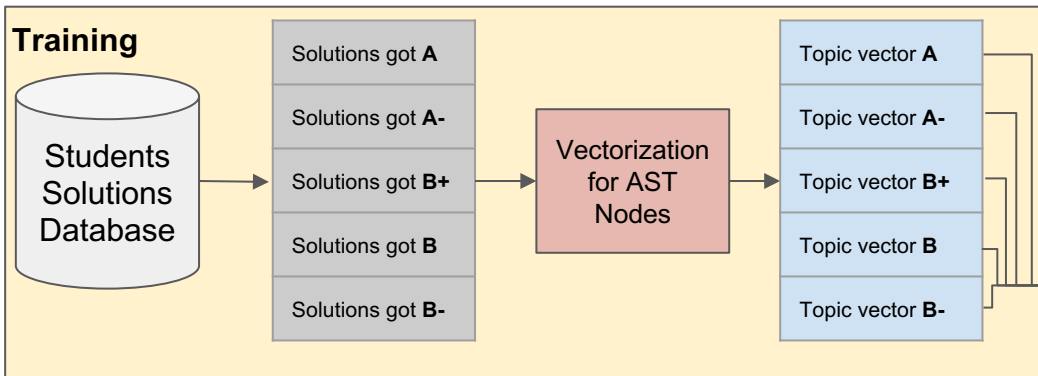 Training
Students
Solutions
Database
Solutions got A
Solutions got A-
Solutions got B+
Solutions got B
Solutions got B-
Vectorization
for AST
Nodes
Topic vector A
Topic vector A-
Topic vector B+
Topic vector B
Topic vector B-